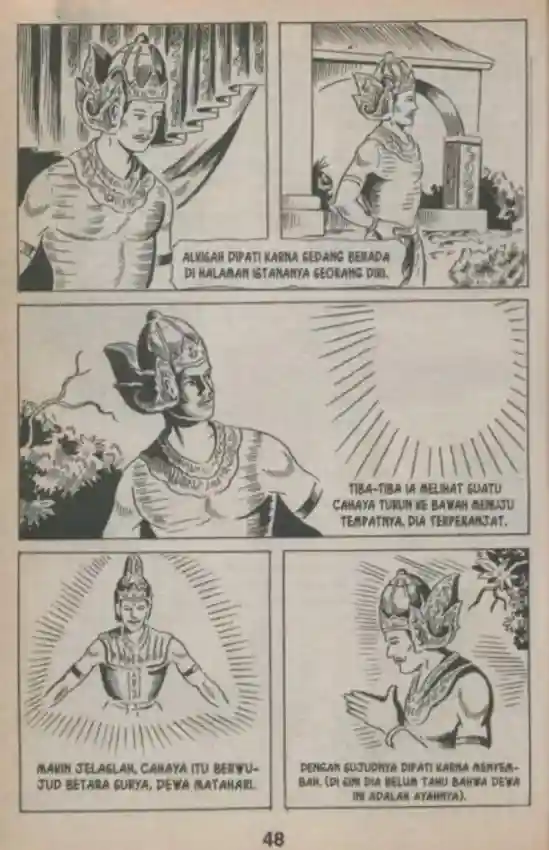 ALKISAH DIPATI KARNA SEDANG BERADA
DI HALAMAN ISTANANYA SEORANG DIRI.
TIBA-TIBA IA MELIHAT SUATU
CAHAYA TURUN KE BAWAH MENUJU
TEMPATNYA. DIA TERPERANJAT.
MAKIN JELASLAH, CAHAYA ITU BERWU-
JUD BETARA SURYA, DEWA MATAHARI.
DENGAN SUJUDNYA DIPATI KARNA MENYEM-
BAH. (DI SINI DIA BELUM TAHU BAHWA DEWA
INI ADALAH AYAHNYA).
48